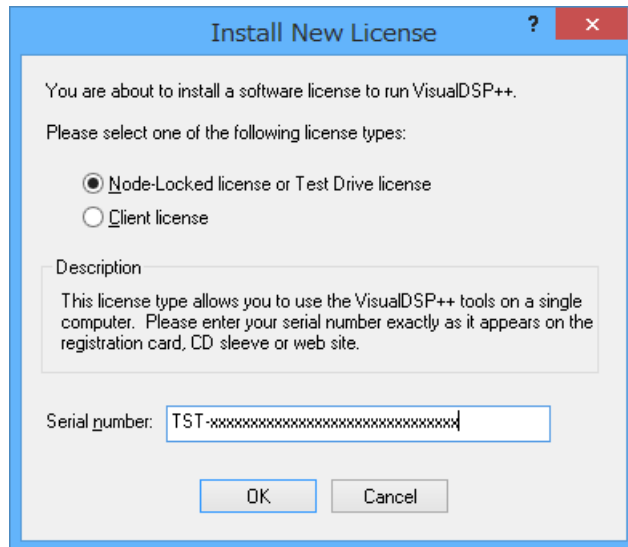 Install New License
?
×
You are about to install a software license to run VisualDSP++.
Please select one of the following license types:
Node-Locked license or Test Drive license
Client license
Description
This license type allows you to use the VisualDSP++ tools on a single
computer.  Please enter your serial number exactly as it appears on the
registration card, CD sleeve or web site.
Serial number: TST-xxxxxxxxxxxxxxxxxxxxxxxxxxxxxxx
OK
Cancel